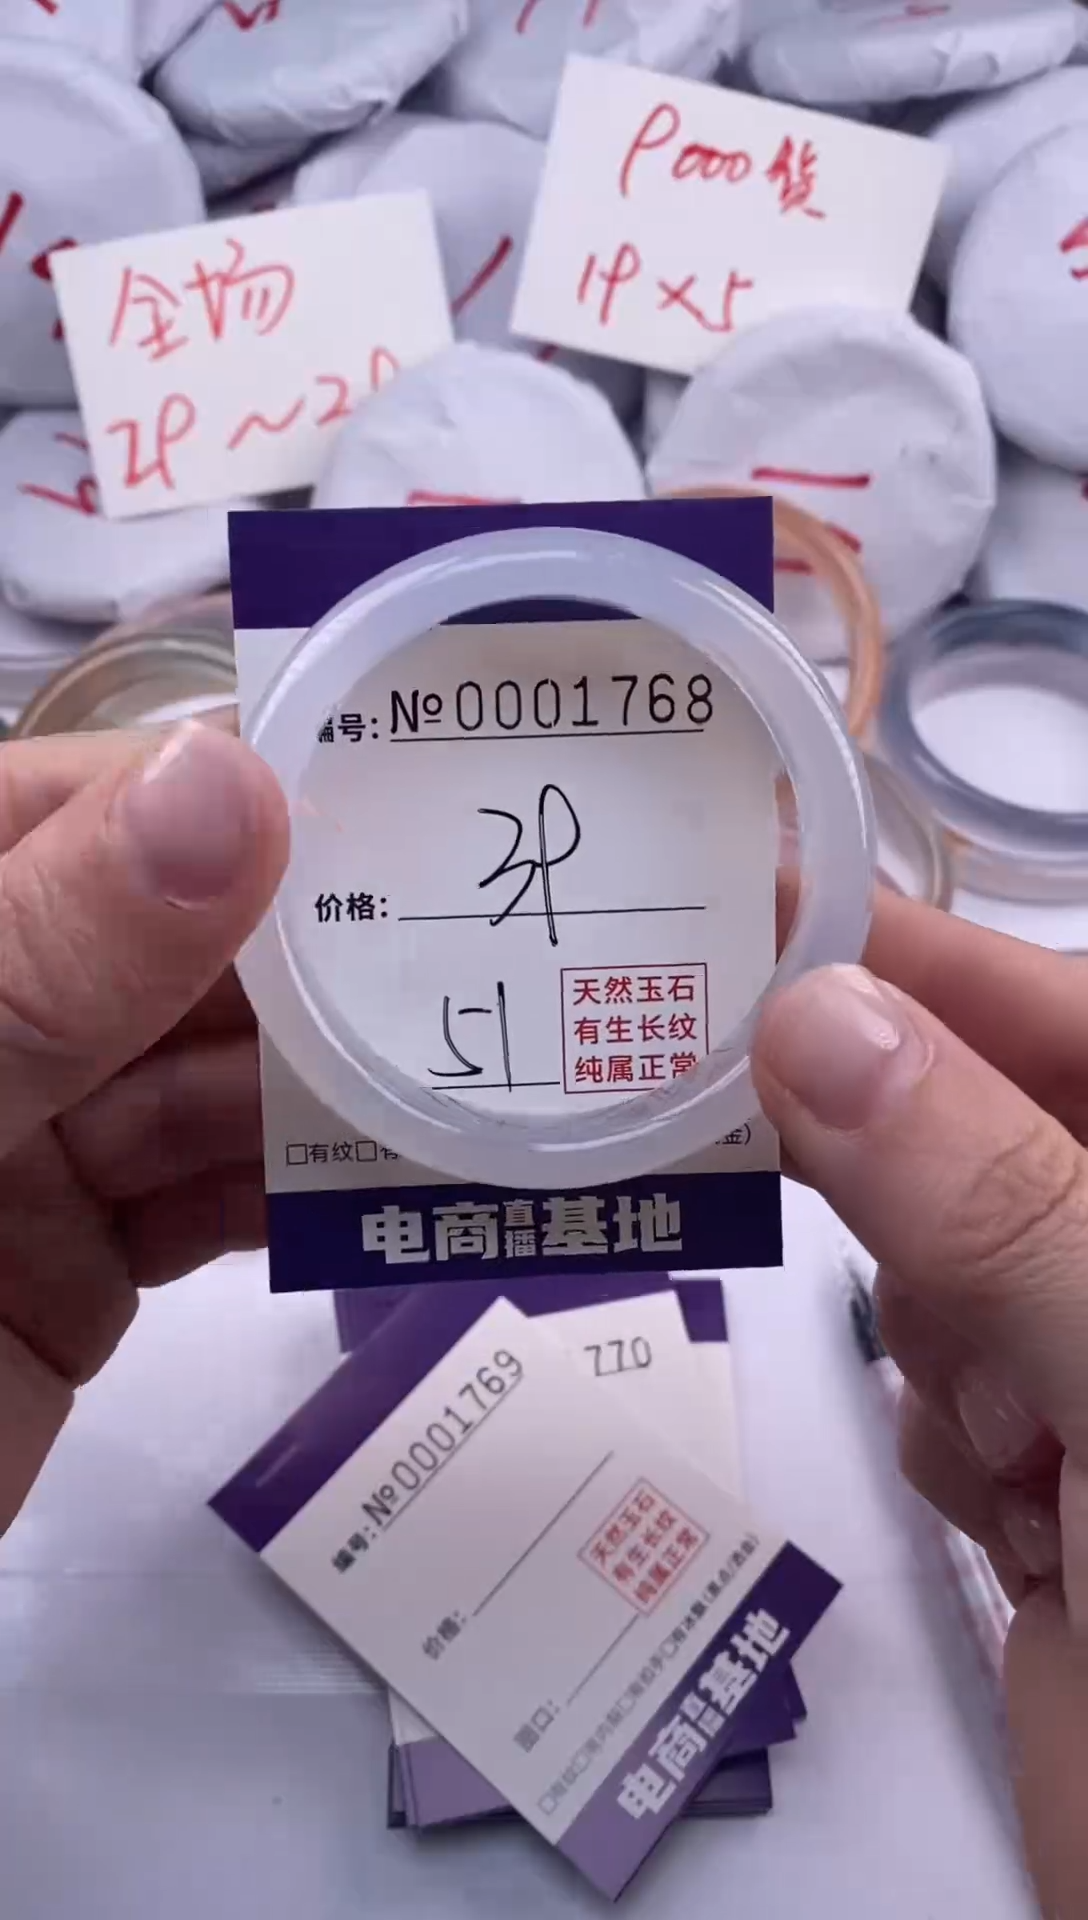 P000货
1P×5
全场
2P~2P
编号: №0001768
价格: 3P
51
天然玉石
有生长纹
纯属正常
□有纹□有
金)
电商直播基地
770
编号: №0001769
价格:
天然玉石
有生长纹
纯属正常
圈口:
电商直播基地